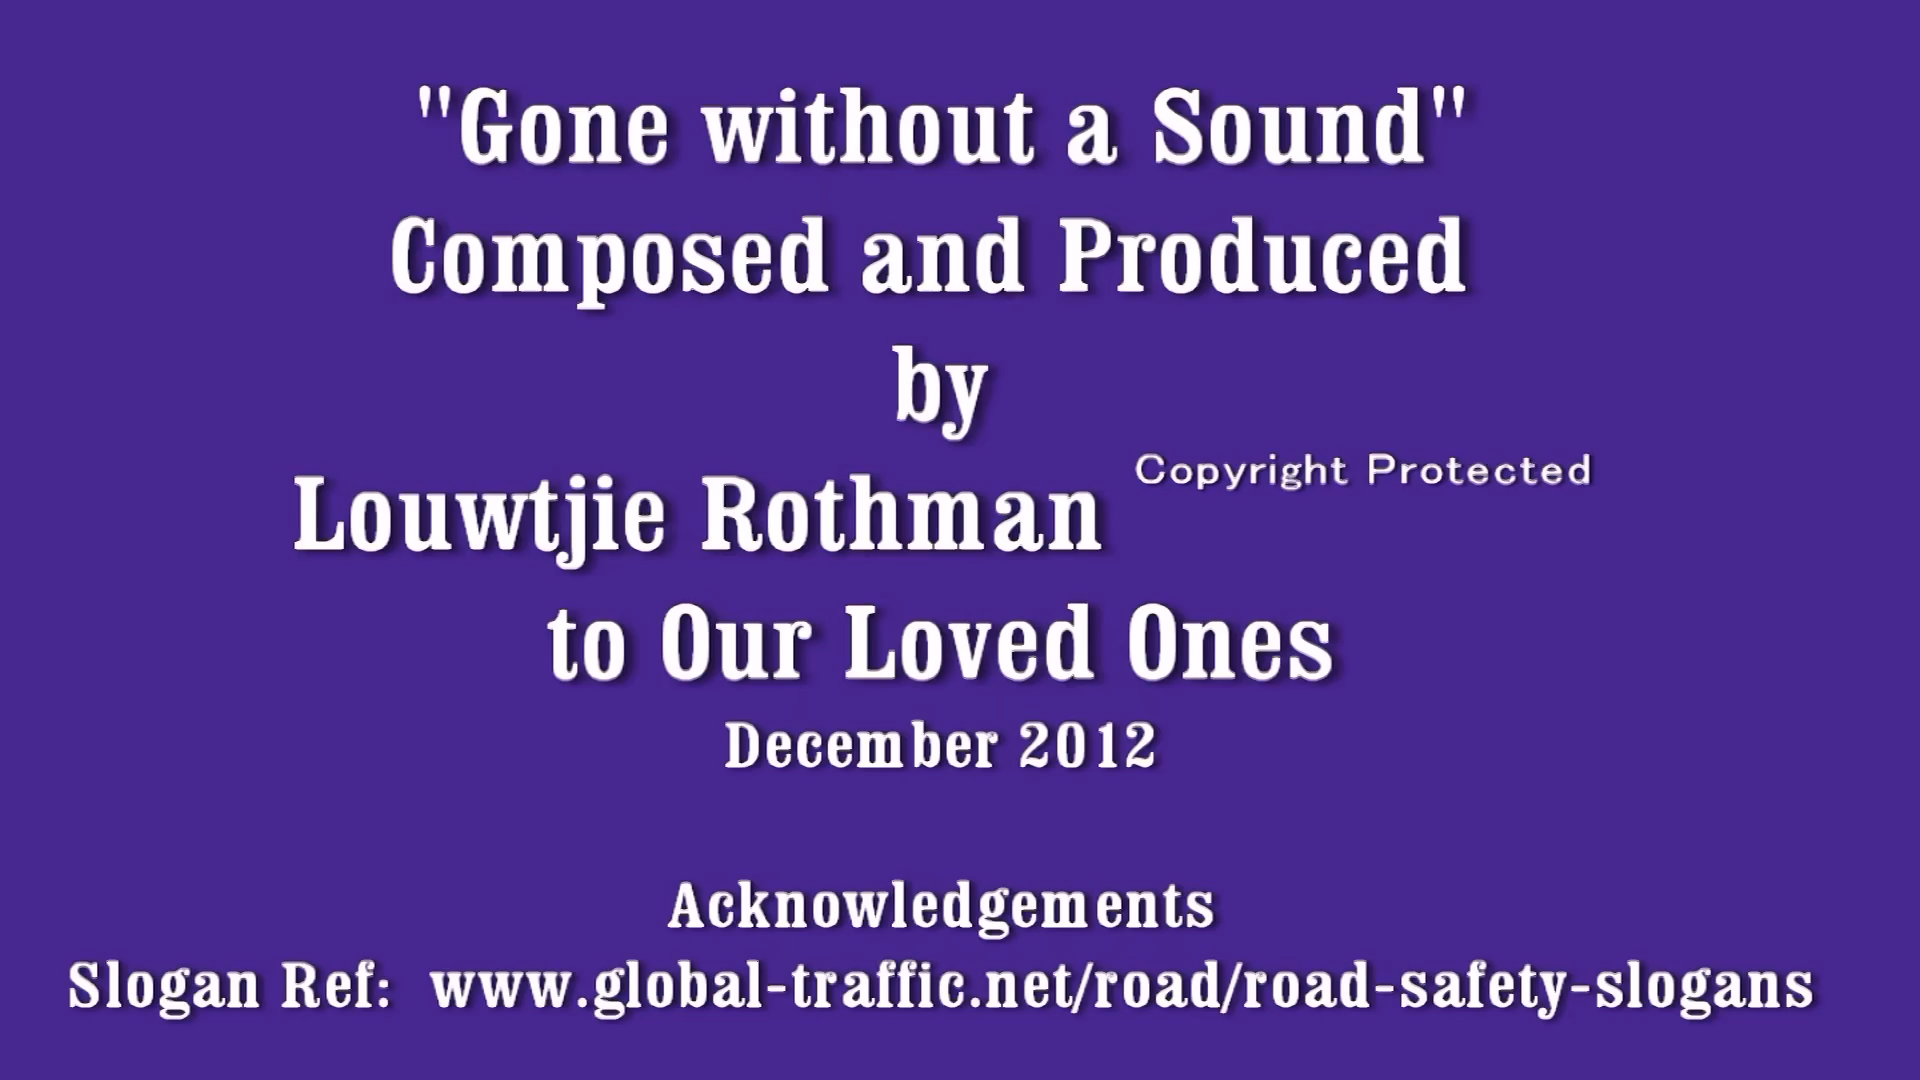 "Gone without a Sound"
Composed and Produced
by
Louwtjie Rothman Copyright Protected
to Our Loved Ones
December 2012
Acknowledgements
Slogan Ref: www.global-traffic.net/road/road-safety-slogans